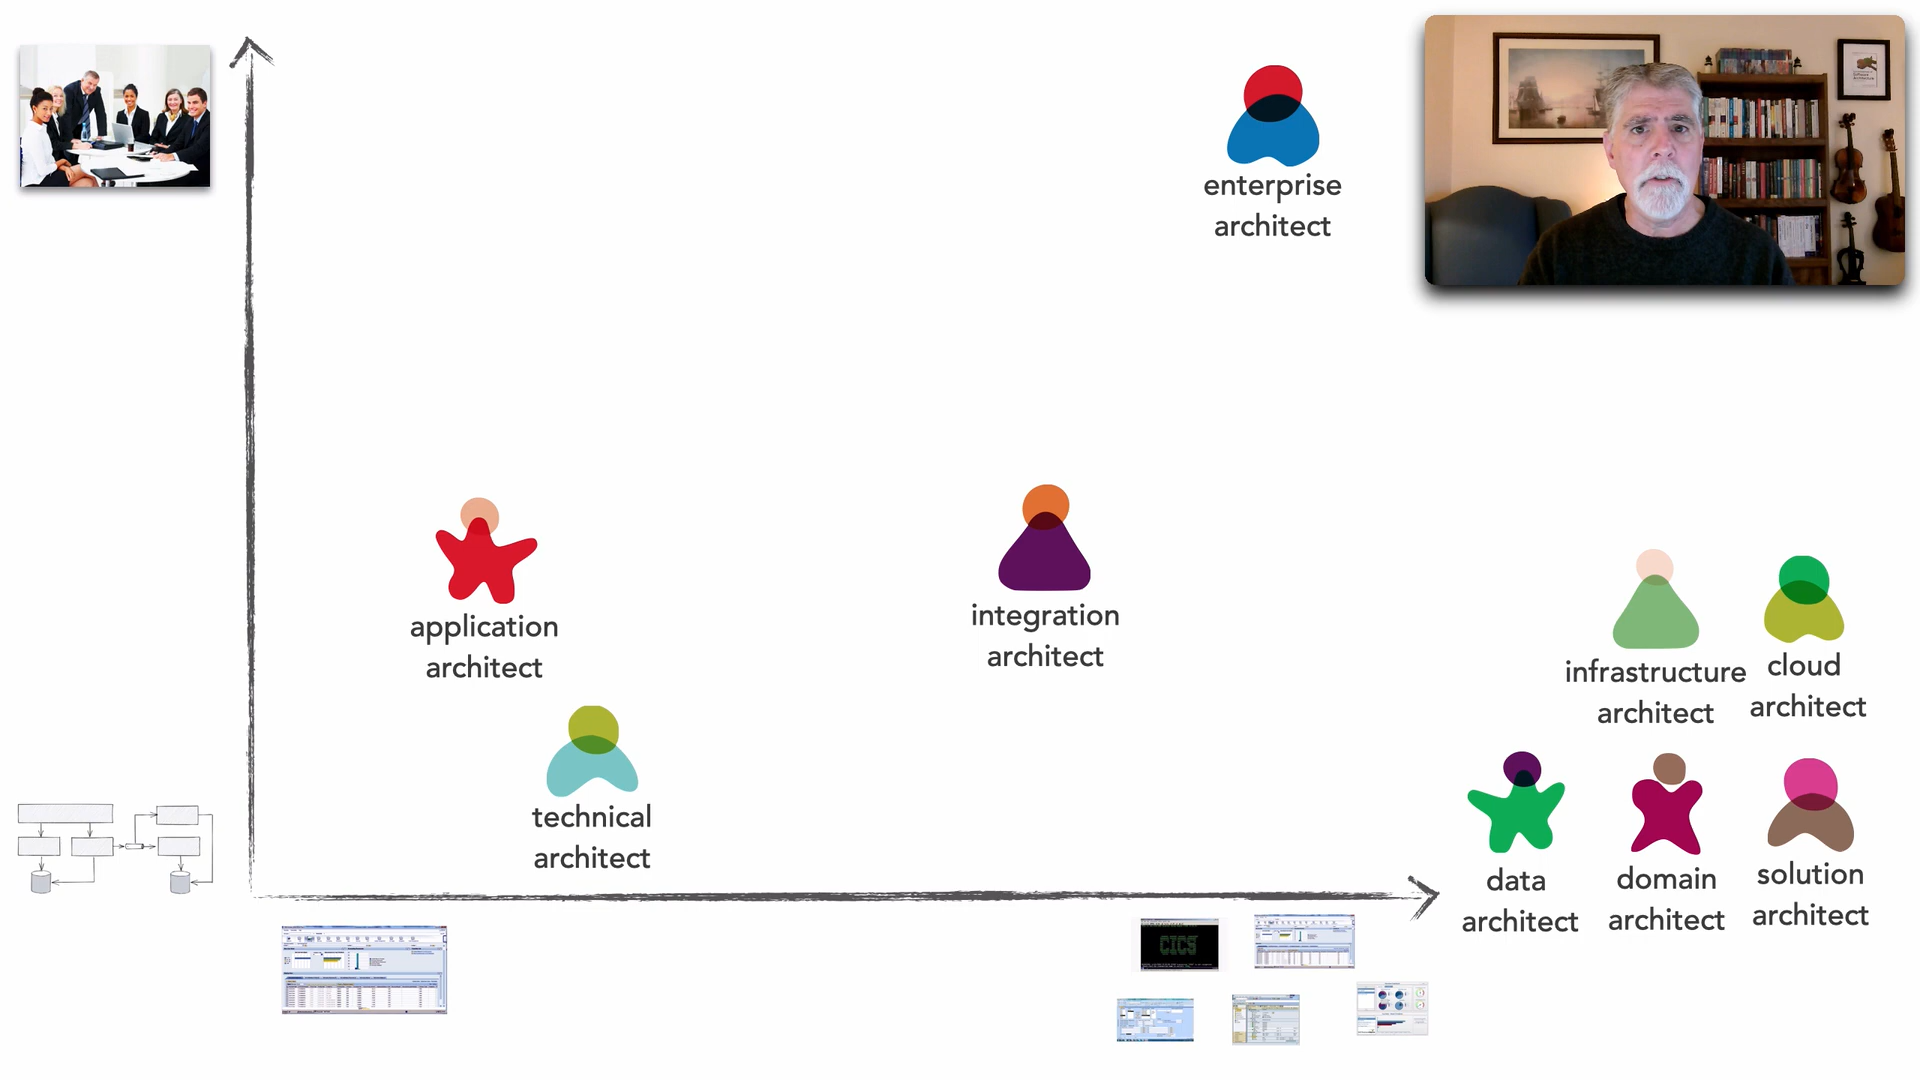 enterprise
architect
application
architect
integration
architect
infrastructure
architect
cloud
architect
technical
architect
data
architect
domain
architect
solution
architect
CICS